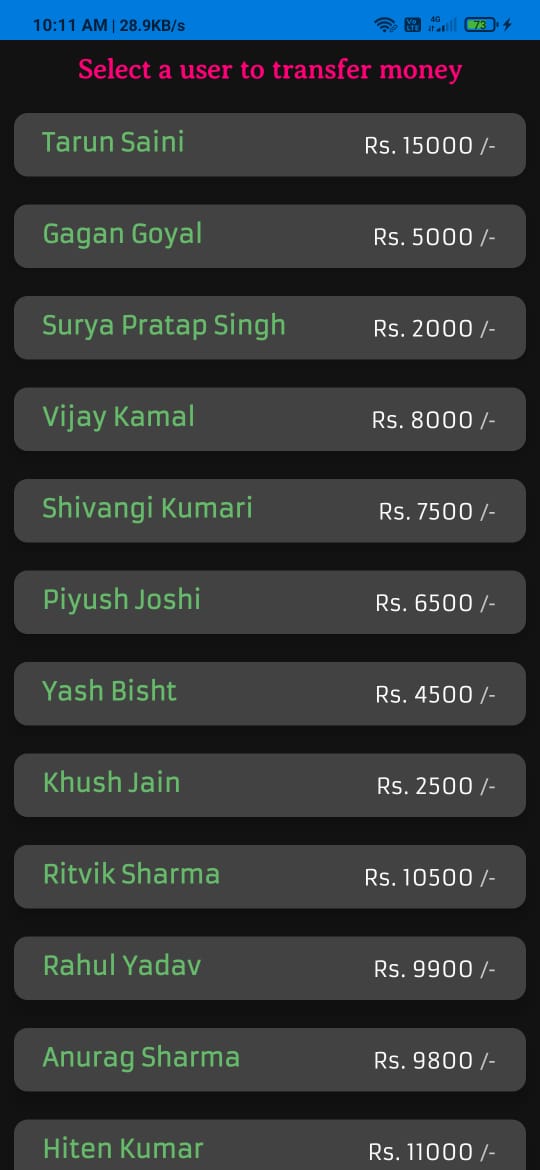 10:11 AM | 28.9KB/s Vo LTE 4G 73
Select a user to transfer money
Tarun Saini Rs. 15000 /-
Gagan Goyal Rs. 5000 /-
Surya Pratap Singh Rs. 2000 /-
Vijay Kamal Rs. 8000 /-
Shivangi Kumari Rs. 7500 /-
Piyush Joshi Rs. 6500 /-
Yash Bisht Rs. 4500 /-
Khush Jain Rs. 2500 /-
Ritvik Sharma Rs. 10500 /-
Rahul Yadav Rs. 9900 /-
Anurag Sharma Rs. 9800 /-
Hiten Kumar Rs. 11000 /-